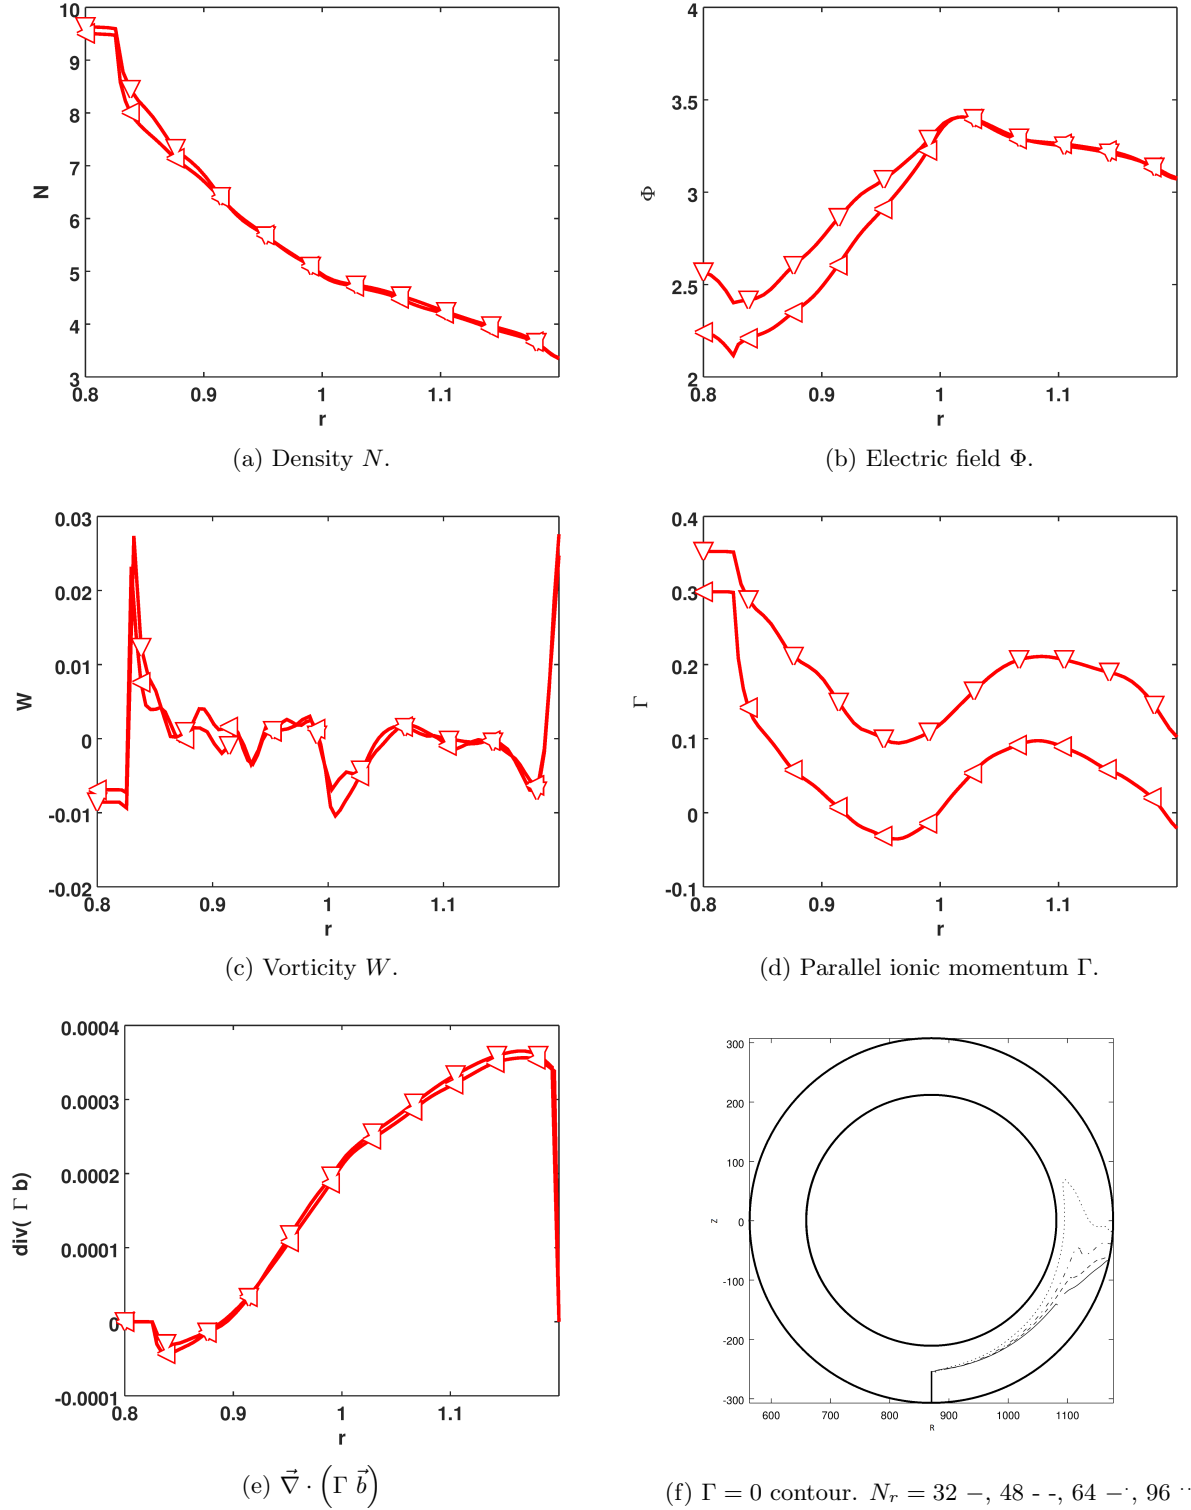 10
9
8
7
6
5
4
3
N
0.8 0.9 1 1.1
r
(a) Density N.
4
3.5
3
2.5
2
Φ
0.8 0.9 1 1.1
r
(b) Electric field Φ.
0.03
0.02
0.01
0
-0.01
-0.02
W
0.8 0.9 1 1.1
r
(c) Vorticity W.
0.4
0.3
0.2
0.1
0
-0.1
Γ
0.8 0.9 1 1.1
r
(d) Parallel ionic momentum Γ.
0.0004
0.0003
0.0002
0.0001
0
-0.0001
div( Γ b)
0.8 0.9 1 1.1
r
(e) ∇⃗ · (Γ b⃗)
300
200
100
0
-100
-200
-300
Z
600 700 800 900 1000 1100
R
(f) Γ = 0 contour. Nr = 32 −, 48 - -, 64 −·, 96 ··